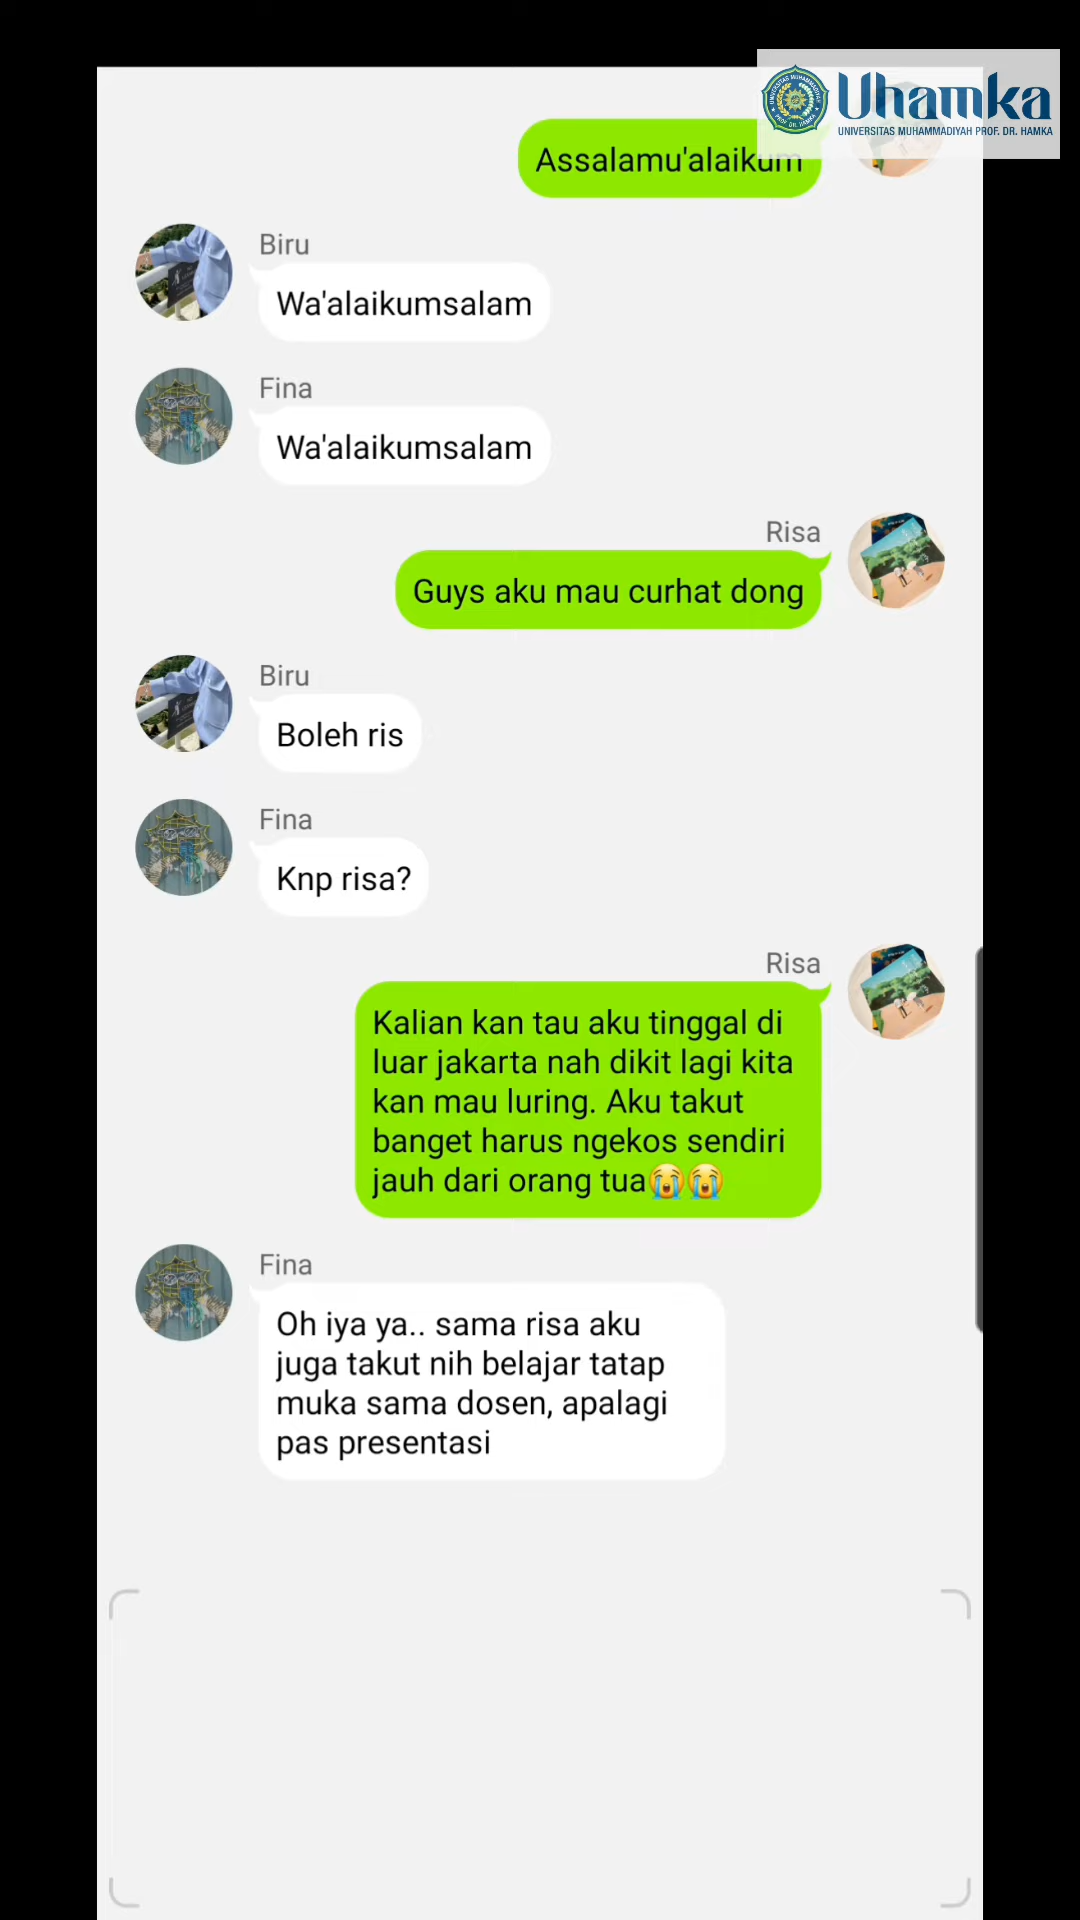 Uhamka
UNIVERSITAS MUHAMMADIYAH PROF. DR. HAMKA
Assalamu'alaikum
Biru
Wa'alaikumsalam
Fina
Wa'alaikumsalam
Risa
Guys aku mau curhat dong
Biru
Boleh ris
Fina
Knp risa?
Risa
Kalian kan tau aku tinggal di
luar jakarta nah dikit lagi kita
kan mau luring. Aku takut
banget harus ngekos sendiri
jauh dari orang tua😭😭
Fina
Oh iya ya.. sama risa aku
juga takut nih belajar tatap
muka sama dosen, apalagi
pas presentasi